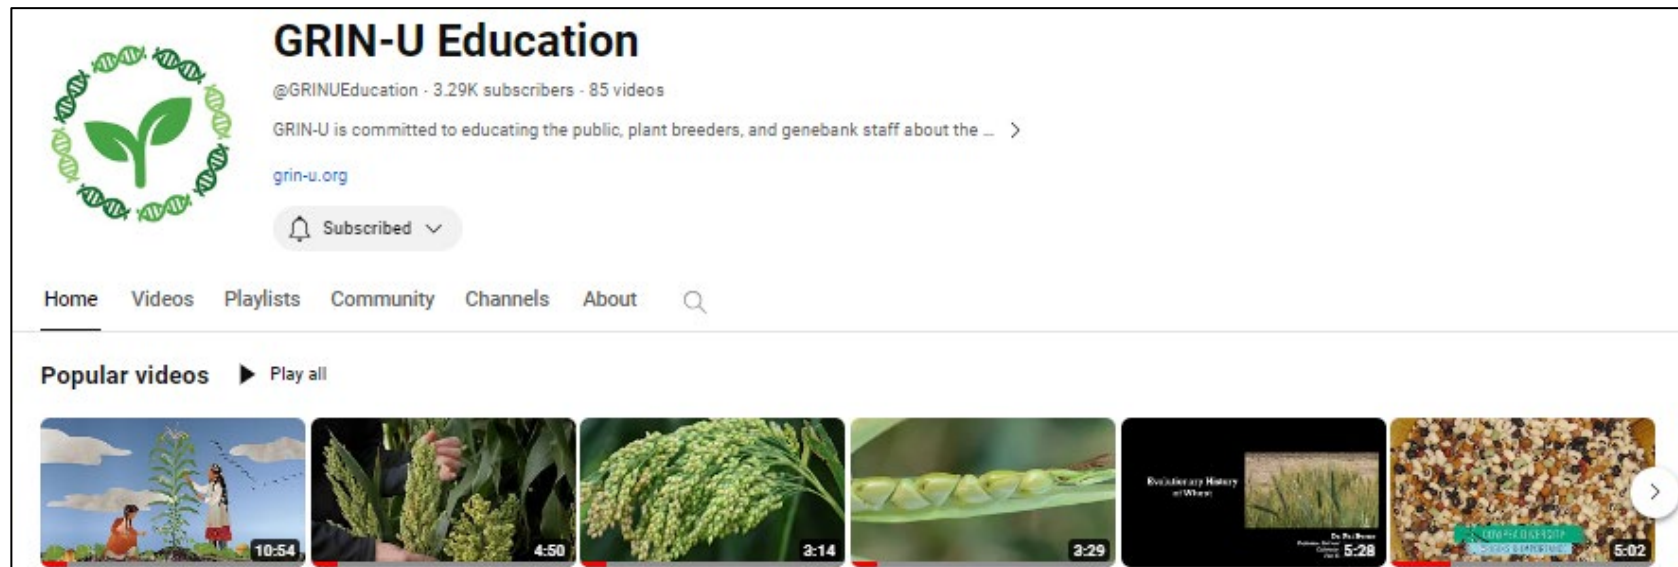 GRIN-U Education
@GRINUEducation · 3.29K subscribers · 85 videos
GRIN-U is committed to educating the public, plant breeders, and genebank staff about the ...
grin-u.org
Subscribed
Home Videos Playlists Community Channels About
Popular videos Play all
Evolutionary History
of Wheat
COWPEA DIVERSITY
10:54 4:50 3:14 3:29 5:28 5:02